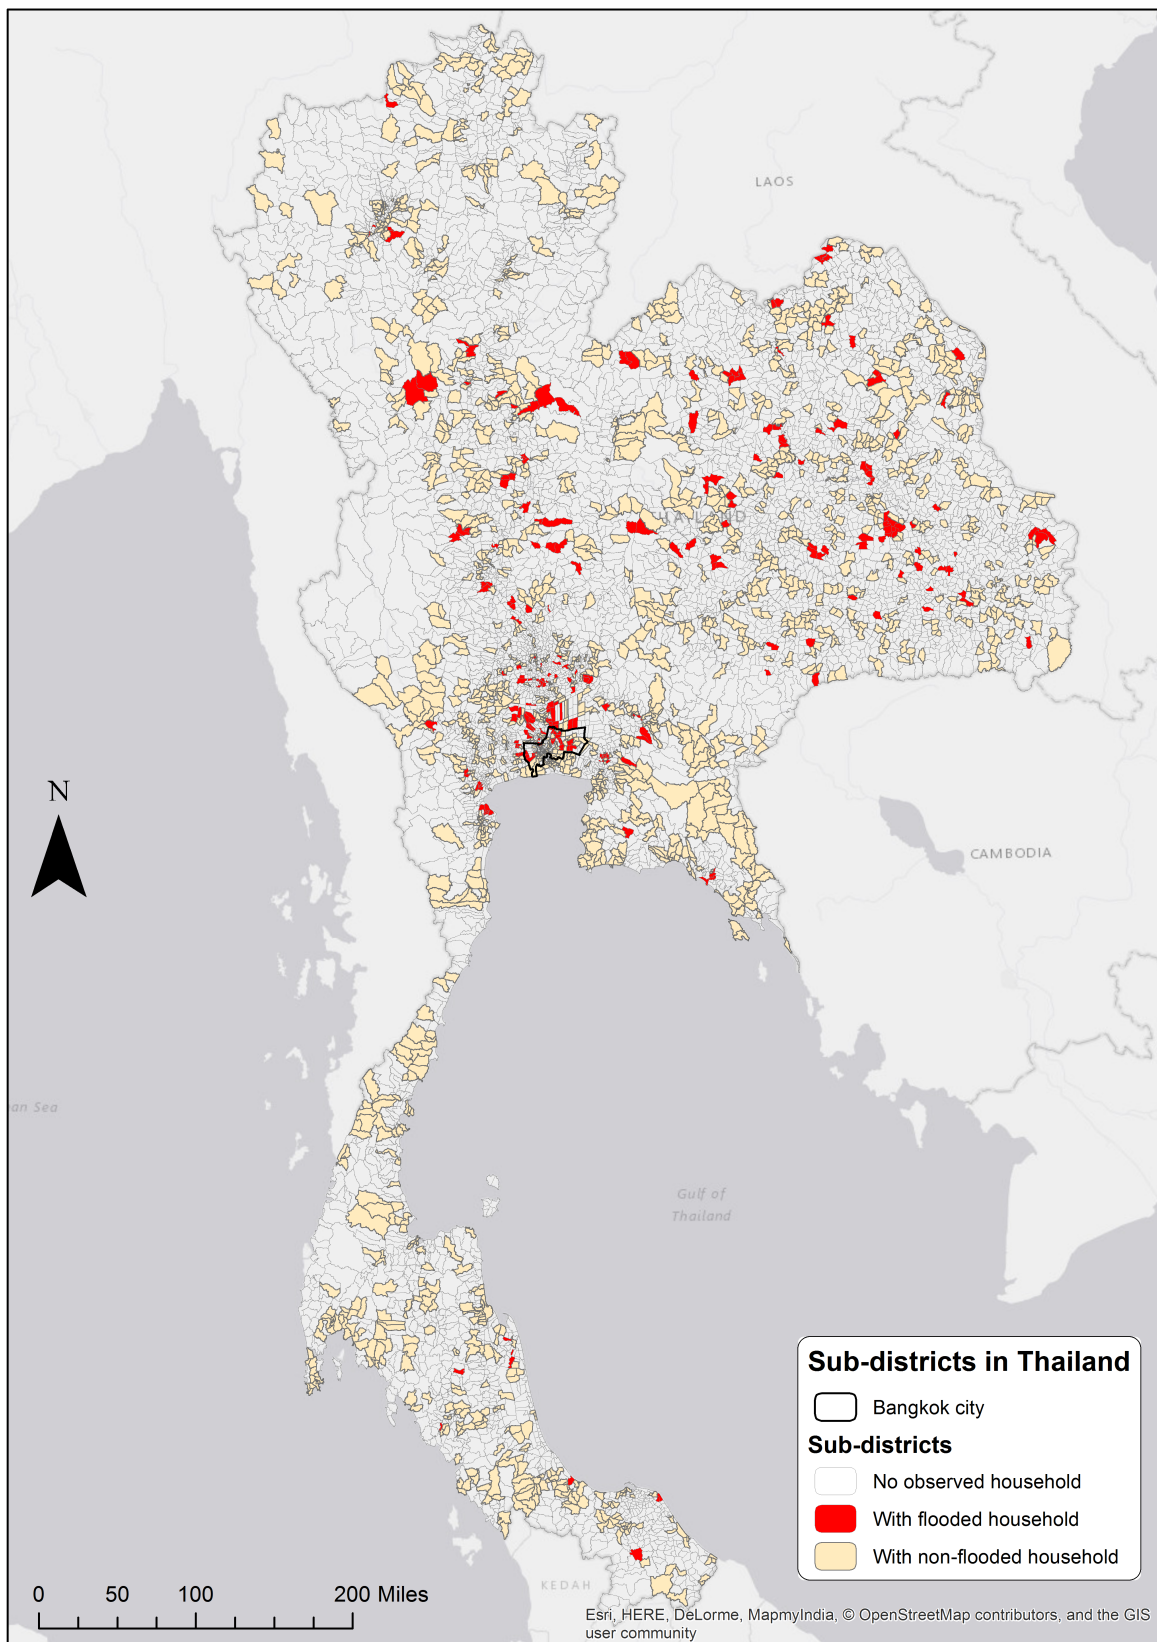 LAOS
THAILAND
N
CAMBODIA
an Sea
Gulf of
Thailand
Sub-districts in Thailand
Bangkok city
Sub-districts
No observed household
With flooded household
With non-flooded household
KEDAH
0 50 100 200 Miles
Esri, HERE, DeLorme, MapmyIndia, © OpenStreetMap contributors, and the GIS
user community